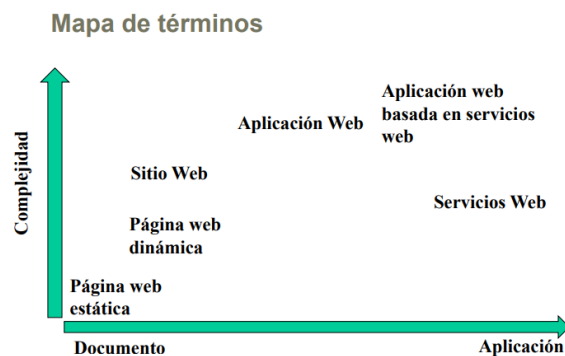 Mapa de términos
Complejidad
Aplicación web
basada en servicios
web
Aplicación Web
Sitio Web
Servicios Web
Página web
dinámica
Página web
estática
Documento
Aplicación